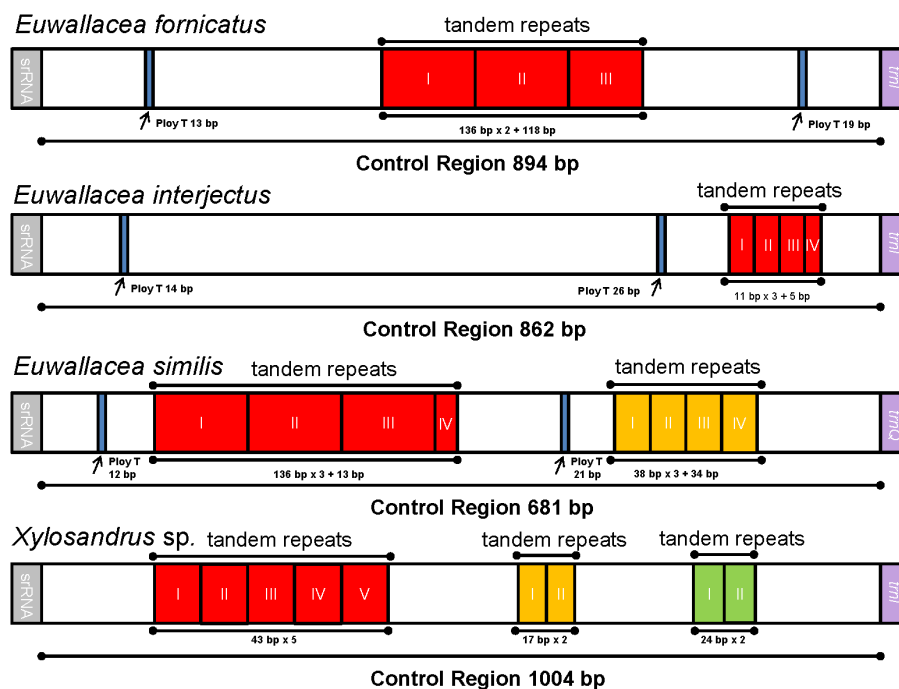 Euwallacea fornicatus
tandem repeats
srRNA
I II III
trnI
Ploy T 13 bp
136 bp x 2 + 118 bp
Ploy T 19 bp
Control Region 894 bp
Euwallacea interjectus
tandem repeats
srRNA
I II III IV
trnI
Ploy T 14 bp
Ploy T 26 bp
11 bp x 3 + 5 bp
Control Region 862 bp
Euwallacea similis
tandem repeats
tandem repeats
srRNA
I II III IV
I II III IV
trnQ
Ploy T
12 bp
136 bp x 3 + 13 bp
Ploy T
21 bp
38 bp x 3 + 34 bp
Control Region 681 bp
Xylosandrus sp.
tandem repeats
tandem repeats
tandem repeats
srRNA
I II III IV V
I II
I II
trnI
43 bp x 5
17 bp x 2
24 bp x 2
Control Region 1004 bp